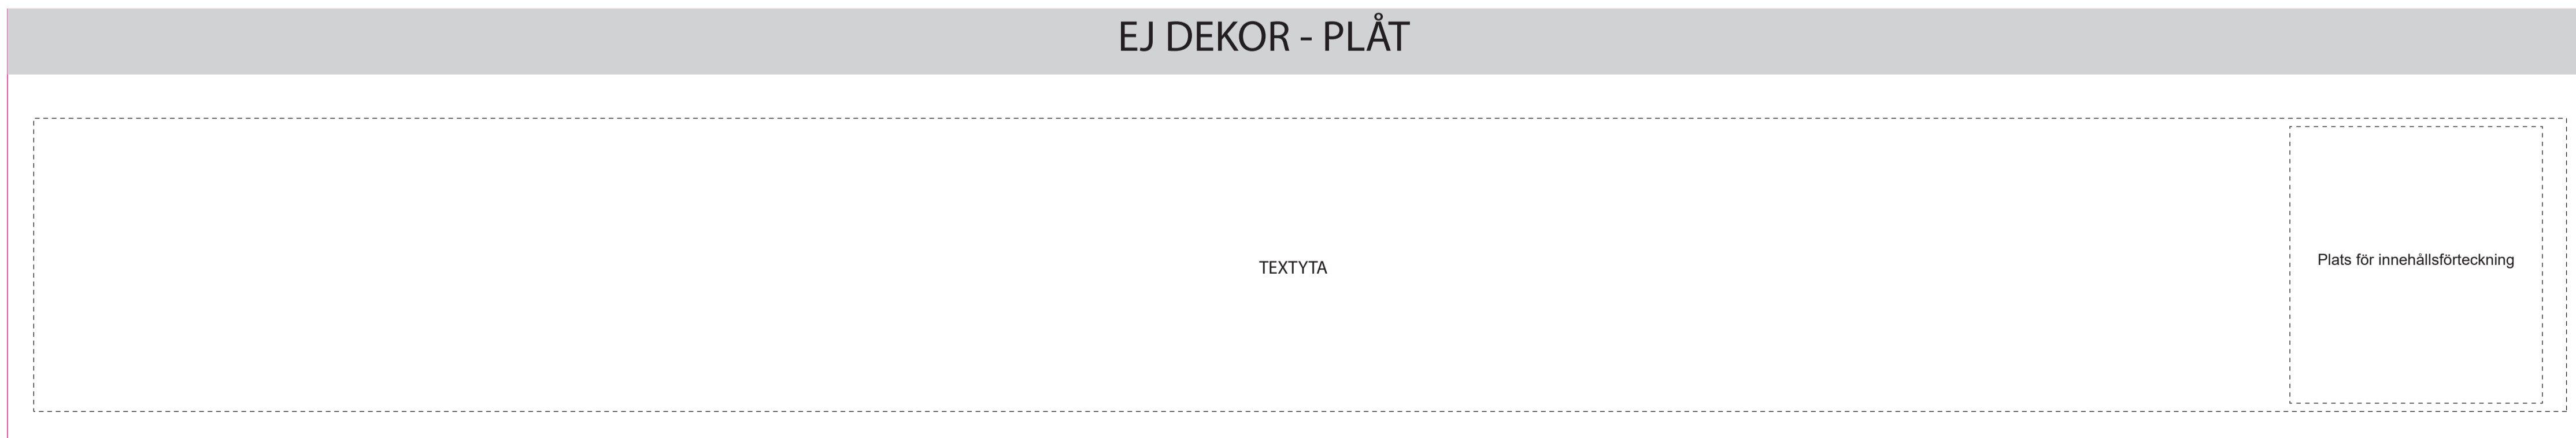 EJ DEKOR - PLÅT
TEXTYTA
Plats för innehållsförteckning